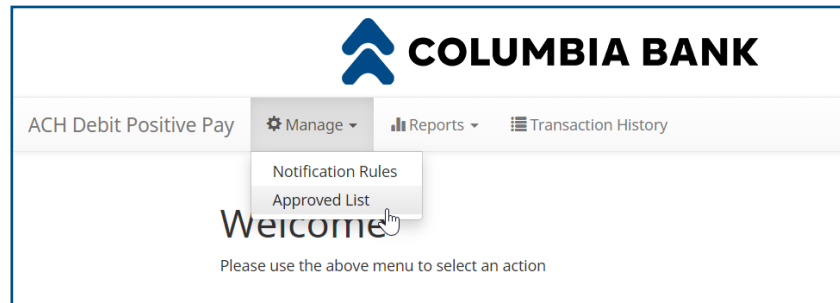 COLUMBIA BANK
ACH Debit Positive Pay Manage Reports Transaction History
Notification Rules
Approved List
Welcome
Please use the above menu to select an action